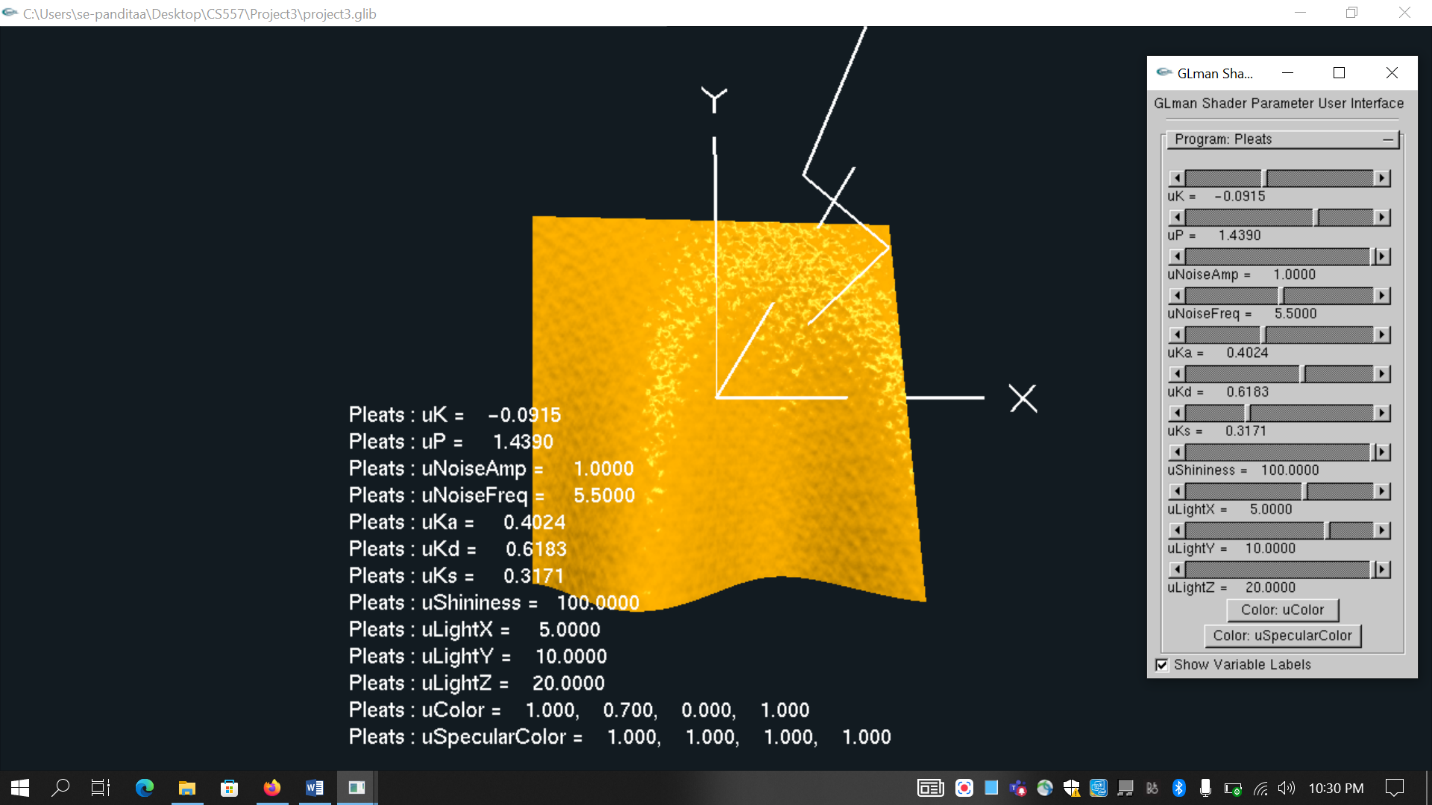 C:\Users\se-panditaa\Desktop\CS557\Project3\project3.glib
Y
X
Pleats : uK = -0.0915
Pleats : uP = 1.4390
Pleats : uNoiseAmp = 1.0000
Pleats : uNoiseFreq = 5.5000
Pleats : uKa = 0.4024
Pleats : uKd = 0.6183
Pleats : uKs = 0.3171
Pleats : uShininess = 100.0000
Pleats : uLightX = 5.0000
Pleats : uLightY = 10.0000
Pleats : uLightZ = 20.0000
Pleats : uColor = 1.000, 0.700, 0.000, 1.000
Pleats : uSpecularColor = 1.000, 1.000, 1.000, 1.000
GLman Sha...
GLman Shader Parameter User Interface
Program: Pleats
uK = -0.0915
uP = 1.4390
uNoiseAmp = 1.0000
uNoiseFreq = 5.5000
uKa = 0.4024
uKd = 0.6183
uKs = 0.3171
uShininess = 100.0000
uLightX = 5.0000
uLightY = 10.0000
uLightZ = 20.0000
Color: uColor
Color: uSpecularColor
Show Variable Labels
10:30 PM